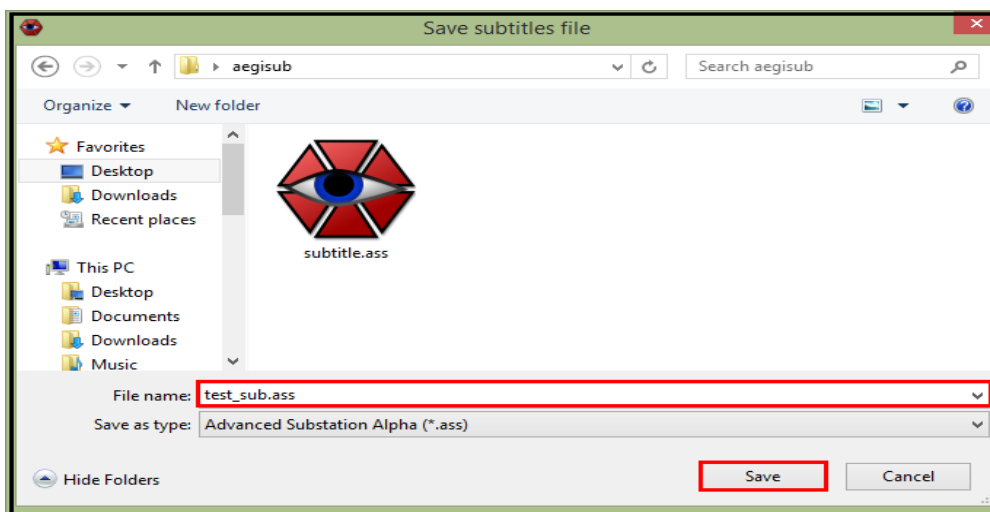 Save subtitles file
aegisub
Search aegisub
Organize
New folder
Favorites
Desktop
Downloads
Recent places
This PC
Desktop
Documents
Downloads
Music
subtitle.ass
File name: test_sub.ass
Save as type: Advanced Substation Alpha (*.ass)
Hide Folders
Save
Cancel